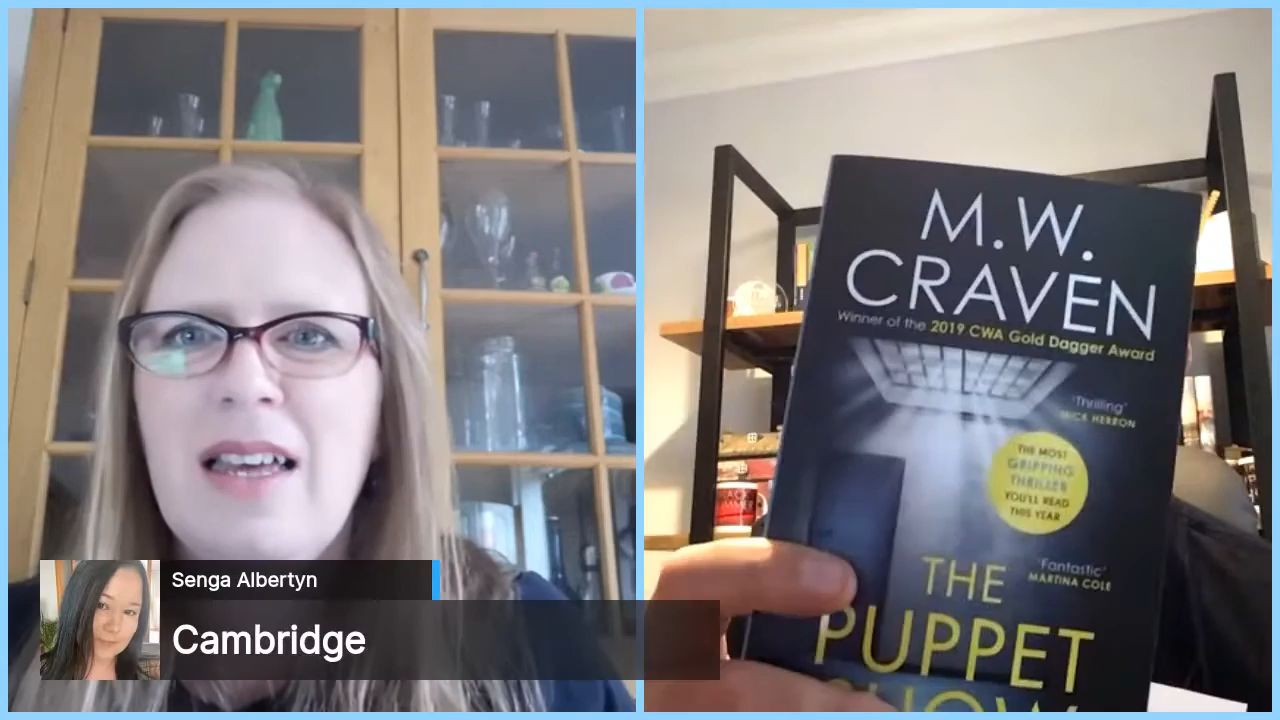 M.W.
CRAVEN
Winner of the 2019 CWA Gold Dagger Award
'Thrilling'
MICK HERRON
THE MOST
GRIPPING
THRILLER
YOU'LL READ
THIS YEAR
'Fantastic'
MARTINA COLE
THE
PUPPET
SHOW
Senga Albertyn
Cambridge